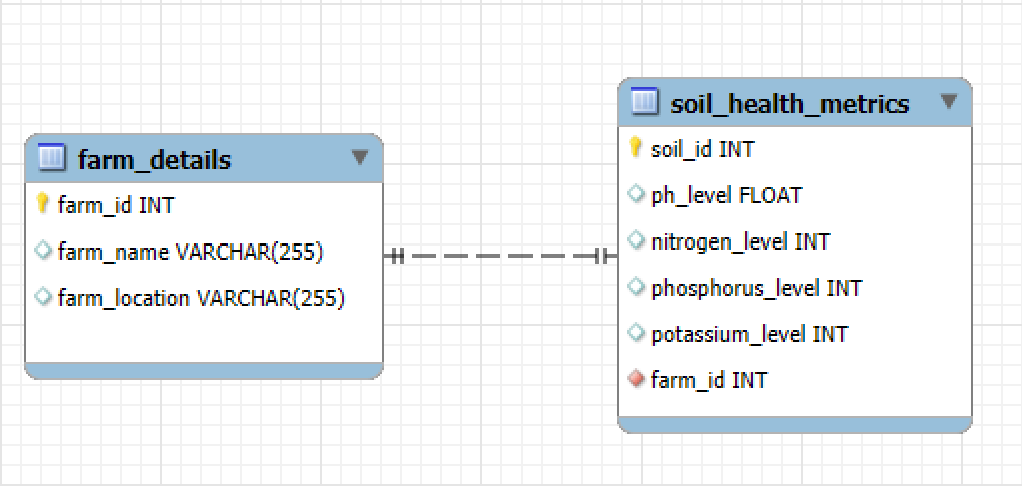 farm_details
farm_id INT
farm_name VARCHAR(255)
farm_location VARCHAR(255)
soil_health_metrics
soil_id INT
ph_level FLOAT
nitrogen_level INT
phosphorus_level INT
potassium_level INT
farm_id INT